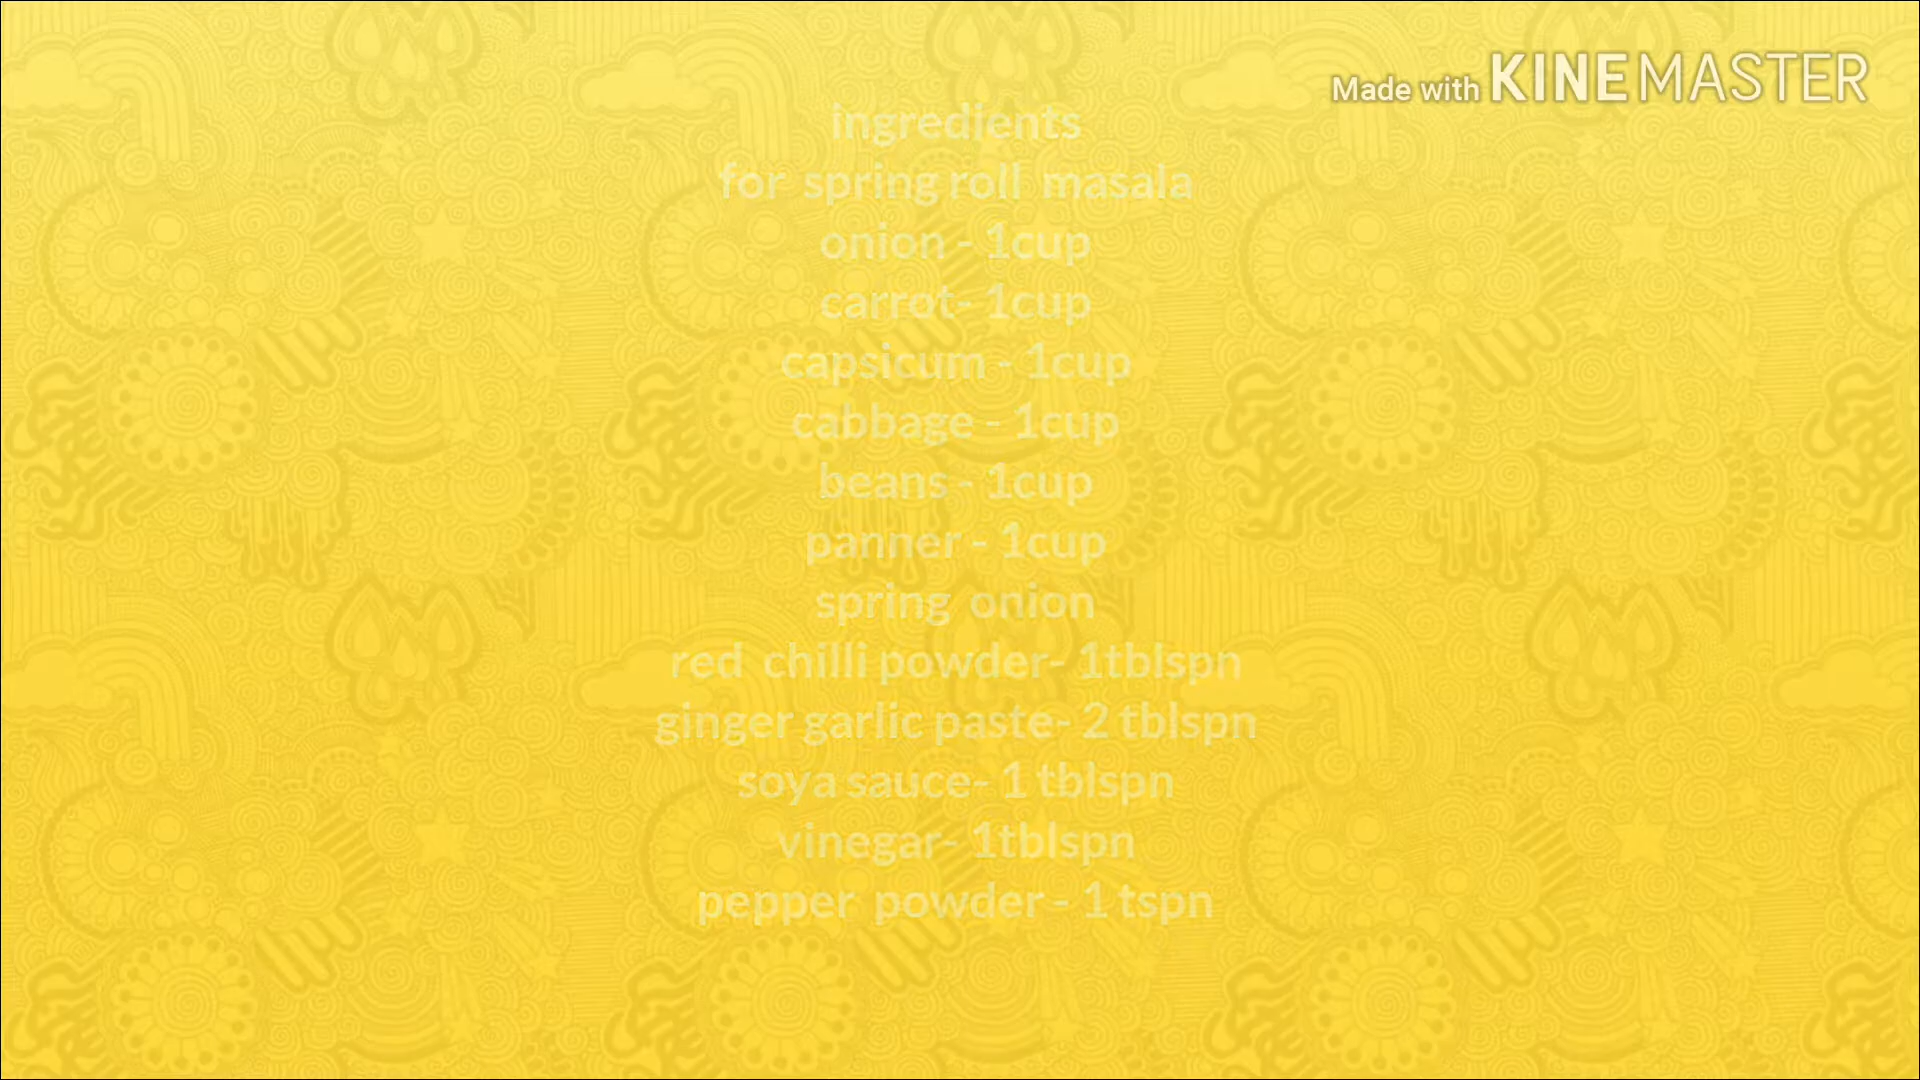 Made with KINEMASTER
ingredients
for spring roll masala
onion - 1cup
carrot- 1cup
capsicum - 1cup
cabbage - 1cup
beans - 1cup
panner - 1cup
spring onion
red chilli powder- 1tblspn
ginger garlic paste- 2 tblspn
soya sauce- 1 tblspn
vinegar- 1tblspn
pepper powder - 1 tspn